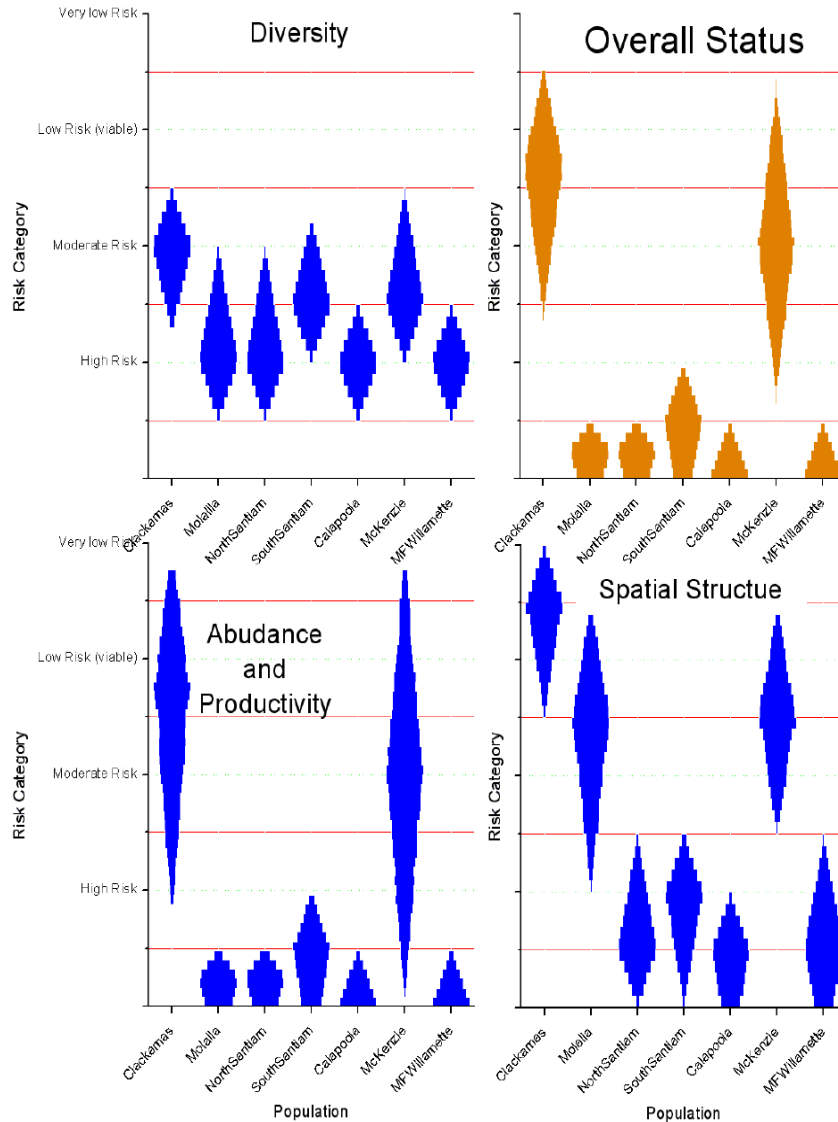 Very low Risk
Diversity
Low Risk (viable)
Moderate Risk
High Risk
Risk Category
Clackamas
Molalla
NorthSantiam
SouthSantiam
Calapooia
McKenzie
MFWillamette
Overall Status
Risk Category
Clackamas
Molalla
NorthSantiam
SouthSantiam
Calapooia
McKenzie
MFWillamette
Very low Risk
Abudance
and
Productivity
Low Risk (viable)
Moderate Risk
High Risk
Risk Category
Clackamas
Molalla
NorthSantiam
SouthSantiam
Calapooia
McKenzie
MFWillamette
Population
Spatial Structue
Risk Category
Clackamas
Molella
NorthSantiam
SouthSantiam
Calapooia
McKenzie
MFWillamette
Population